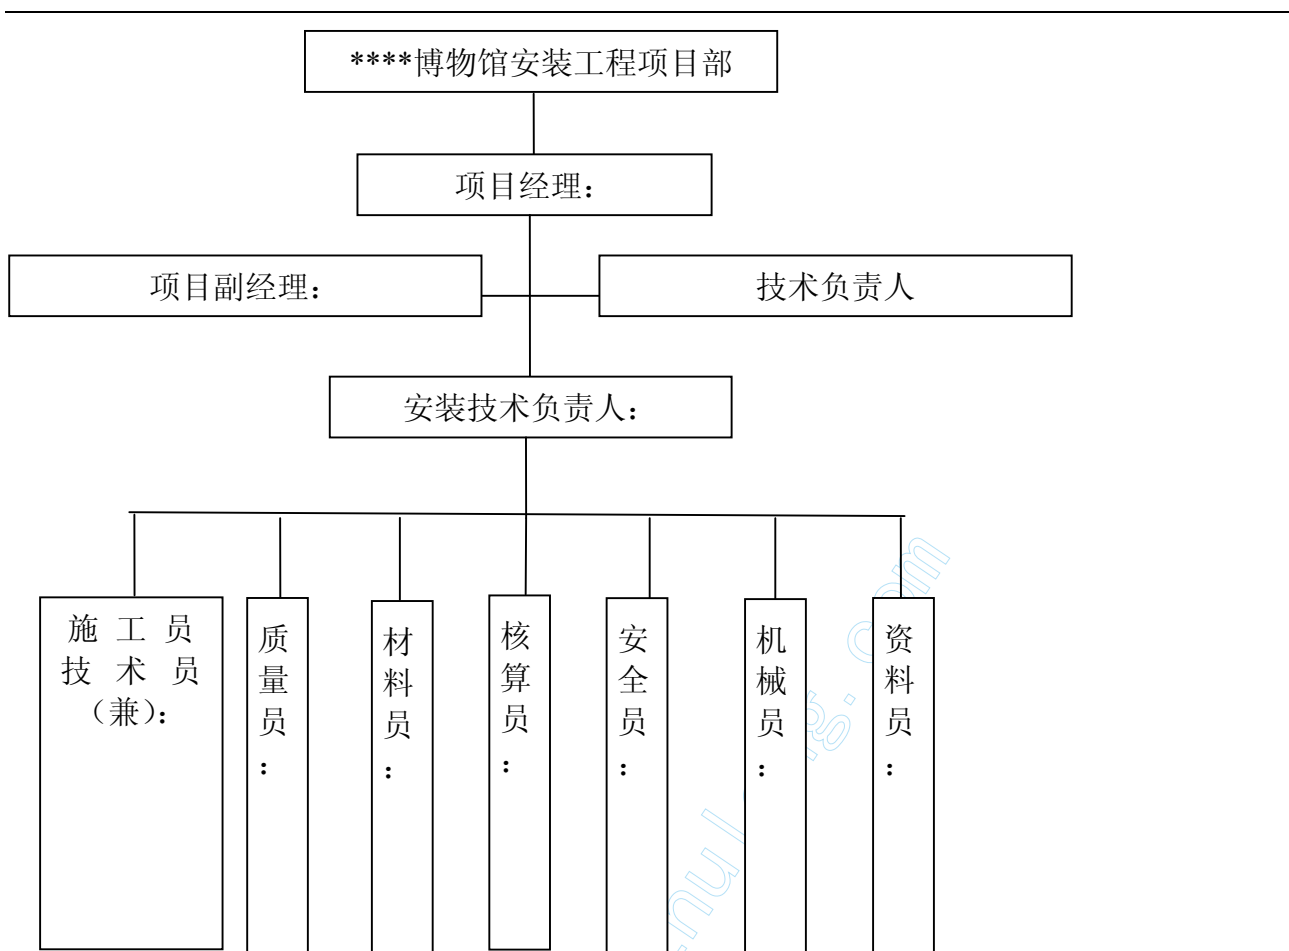 ****博物馆安装工程项目部
项目经理：
项目副经理：
技术负责人
安装技术负责人：
施 工 员
技 术 员
（兼）：
质量员：
材料员：
核算员：
安全员：
机械员：
资料员：